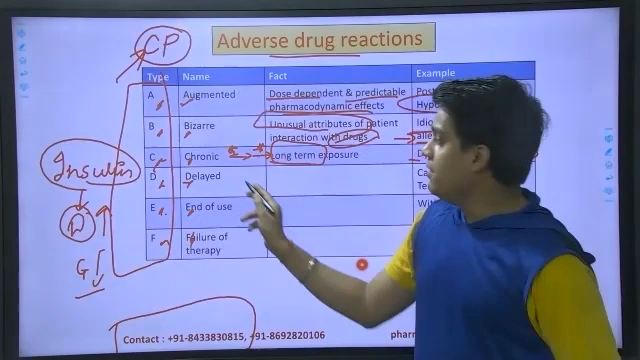 CP
Adverse drug reactions
Type Name Fact Example
A Augmented Dose dependent & predictable
pharmacodynamic effects
B Bizarre Unusual attributes of patient
interaction with drugs
C Chronic Long term exposure
Insulin
D Delayed
D
E End of use
G
F Failure of
therapy
Contact : +91-8433830815, +91-8692820106